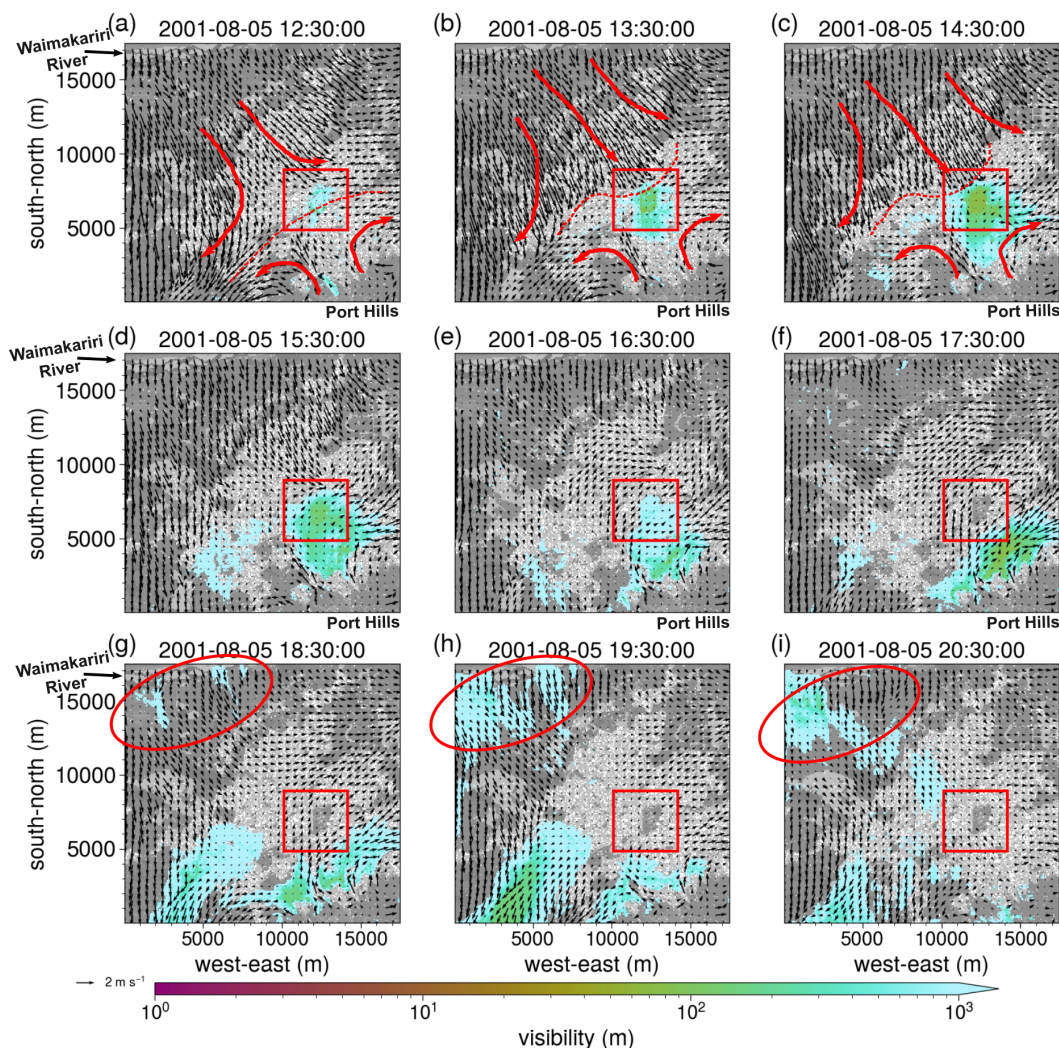 (a) (b) (c)
2001-08-05 12:30:00 2001-08-05 13:30:00 2001-08-05 14:30:00
Waimakariri
River
15000
10000
5000
south-north (m)
Port Hills Port Hills Port Hills
(d) (e) (f)
2001-08-05 15:30:00 2001-08-05 16:30:00 2001-08-05 17:30:00
Waimakariri
River
15000
10000
5000
south-north (m)
Port Hills Port Hills Port Hills
(g) (h) (i)
2001-08-05 18:30:00 2001-08-05 19:30:00 2001-08-05 20:30:00
Waimakariri
River
15000
10000
5000
south-north (m)
5000 10000 15000 5000 10000 15000 5000 10000 15000
west-east (m) west-east (m) west-east (m)
2 m s⁻¹
10⁰ 10¹ 10² 10³
visibility (m)